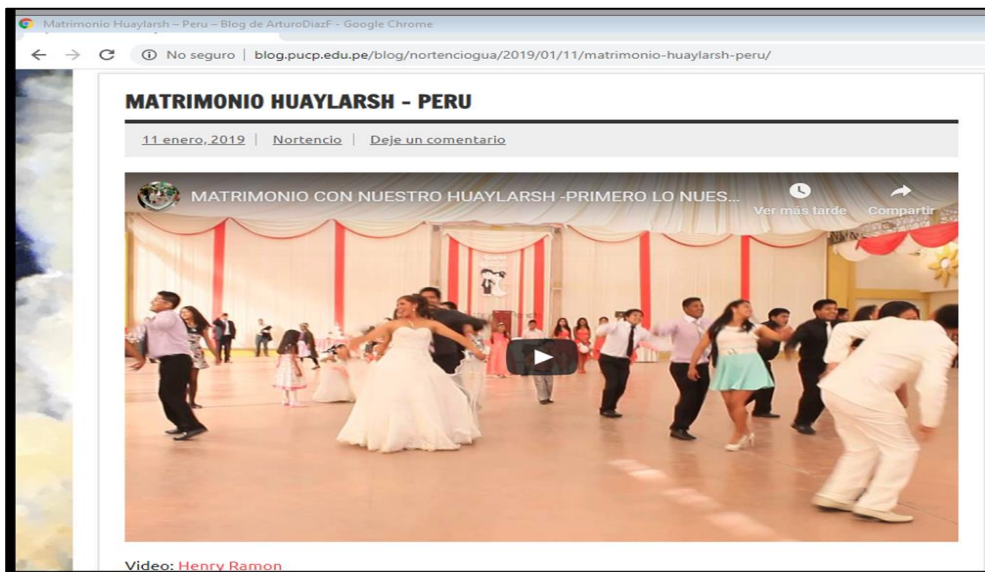 Matrimonio Huaylarsh – Peru – Blog de ArturoDiazF - Google Chrome
No seguro | blog.pucp.edu.pe/blog/nortenciogua/2019/01/11/matrimonio-huaylarsh-peru/
MATRIMONIO HUAYLARSH – PERU
11 enero, 2019 | Nortencio | Deje un comentario
MATRIMONIO CON NUESTRO HUAYLARSH -PRIMERO LO NUES...
Ver más tarde Compartir
Video: Henry Ramon